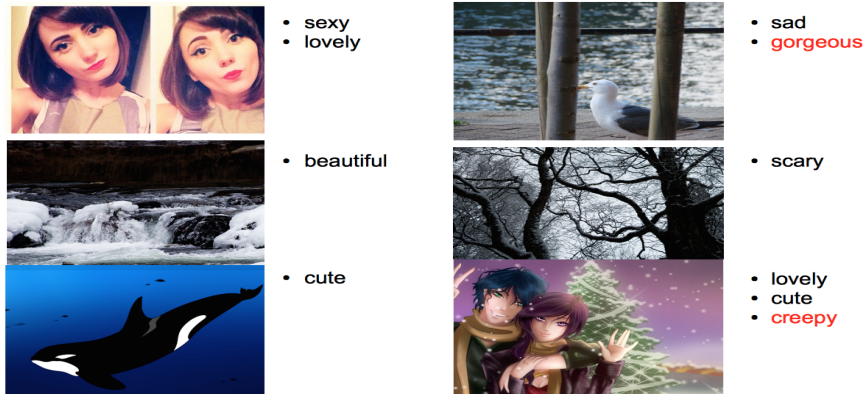 • sexy
• lovely
• sad
• gorgeous
• beautiful
• scary
• cute
• lovely
• cute
• creepy